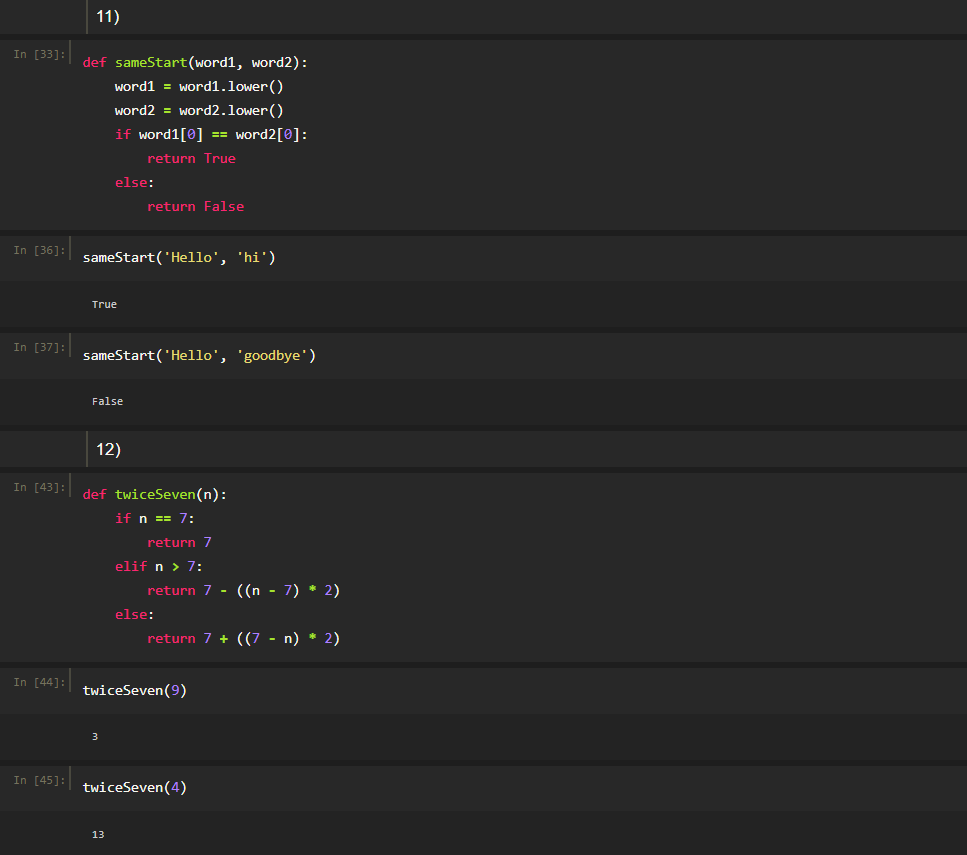 11)
In [33]:
def sameStart(word1, word2):
    word1 = word1.lower()
    word2 = word2.lower()
    if word1[0] == word2[0]:
        return True
    else:
        return False
In [36]:
sameStart('Hello', 'hi')
True
In [37]:
sameStart('Hello', 'goodbye')
False
12)
In [43]:
def twiceSeven(n):
    if n == 7:
        return 7
    elif n > 7:
        return 7 - ((n - 7) * 2)
    else:
        return 7 + ((7 - n) * 2)
In [44]:
twiceSeven(9)
3
In [45]:
twiceSeven(4)
13